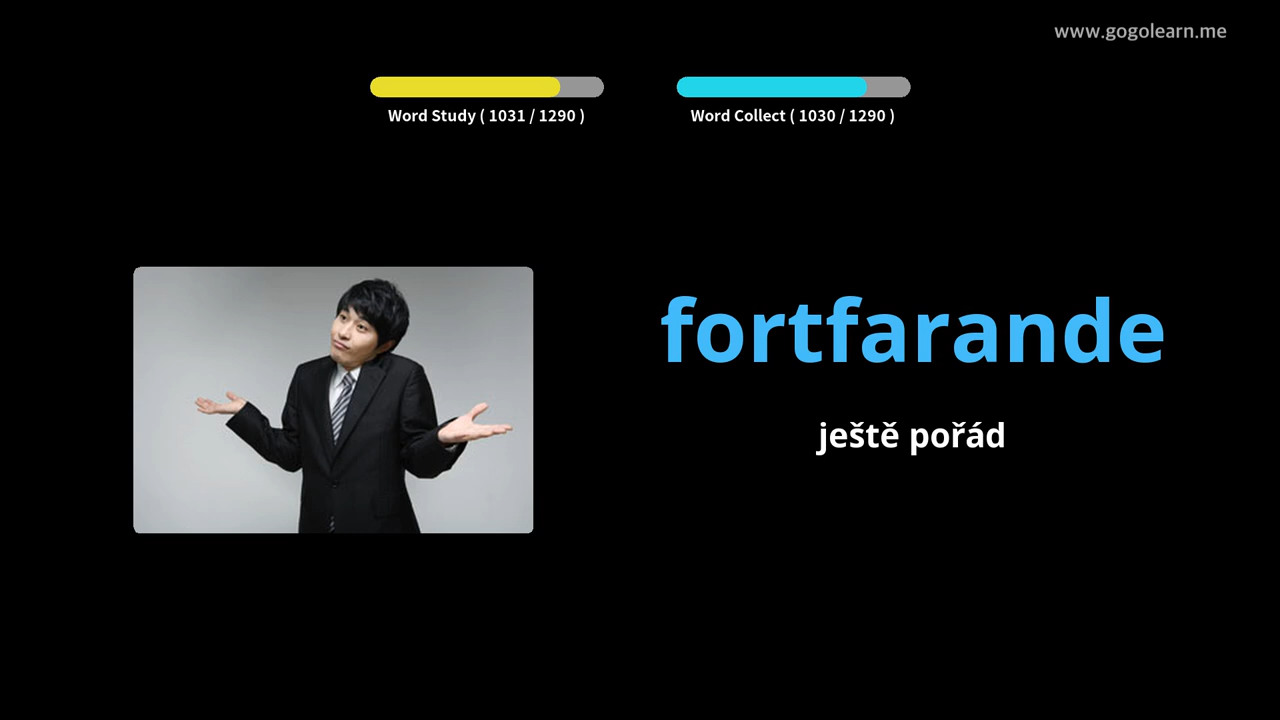 www.gogolearn.me
Word Study ( 1031 / 1290 )
Word Collect ( 1030 / 1290 )
fortfarande
ještě pořád